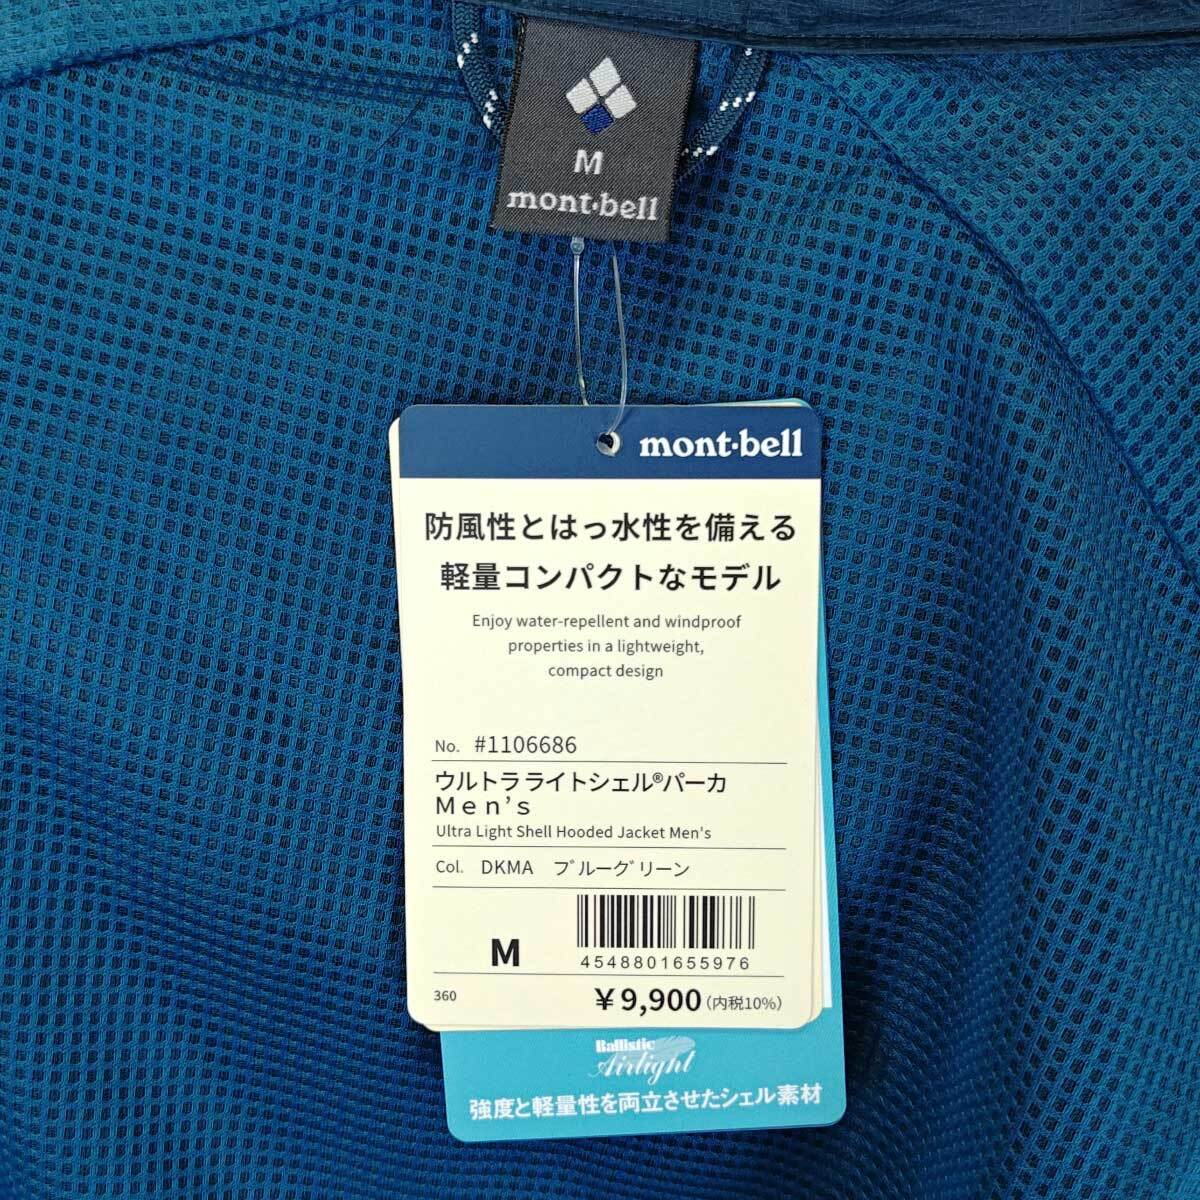 M
mont·bell
mont·bell
防風性とはっ水性を備える
軽量コンパクトなモデル
Enjoy water-repellent and windproof
properties in a lightweight,
compact design
No. #1106686
ウルトラライトシェル®パーカ
Ｍｅｎ’ｓ
Ultra Light Shell Hooded Jacket Men's
Col. DKMA ブルーグリーン
M
4548801655976
360 ￥9,900 (内税10%)
Ballistic
Airlight
強度と軽量性を両立させたシェル素材